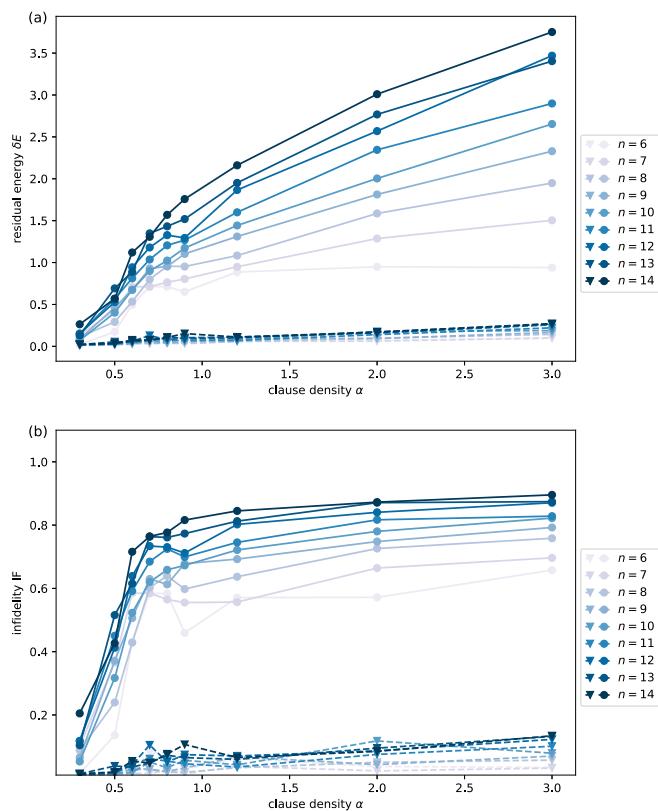 (a)
residual energy δE
3.5
3.0
2.5
2.0
1.5
1.0
0.5
0.0
0.5
1.0
1.5
2.0
2.5
3.0
clause density α
n = 6
n = 7
n = 8
n = 9
n = 10
n = 11
n = 12
n = 13
n = 14
(b)
infidelity IF
1.0
0.8
0.6
0.4
0.2
0.5
1.0
1.5
2.0
2.5
3.0
clause density α
n = 6
n = 7
n = 8
n = 9
n = 10
n = 11
n = 12
n = 13
n = 14